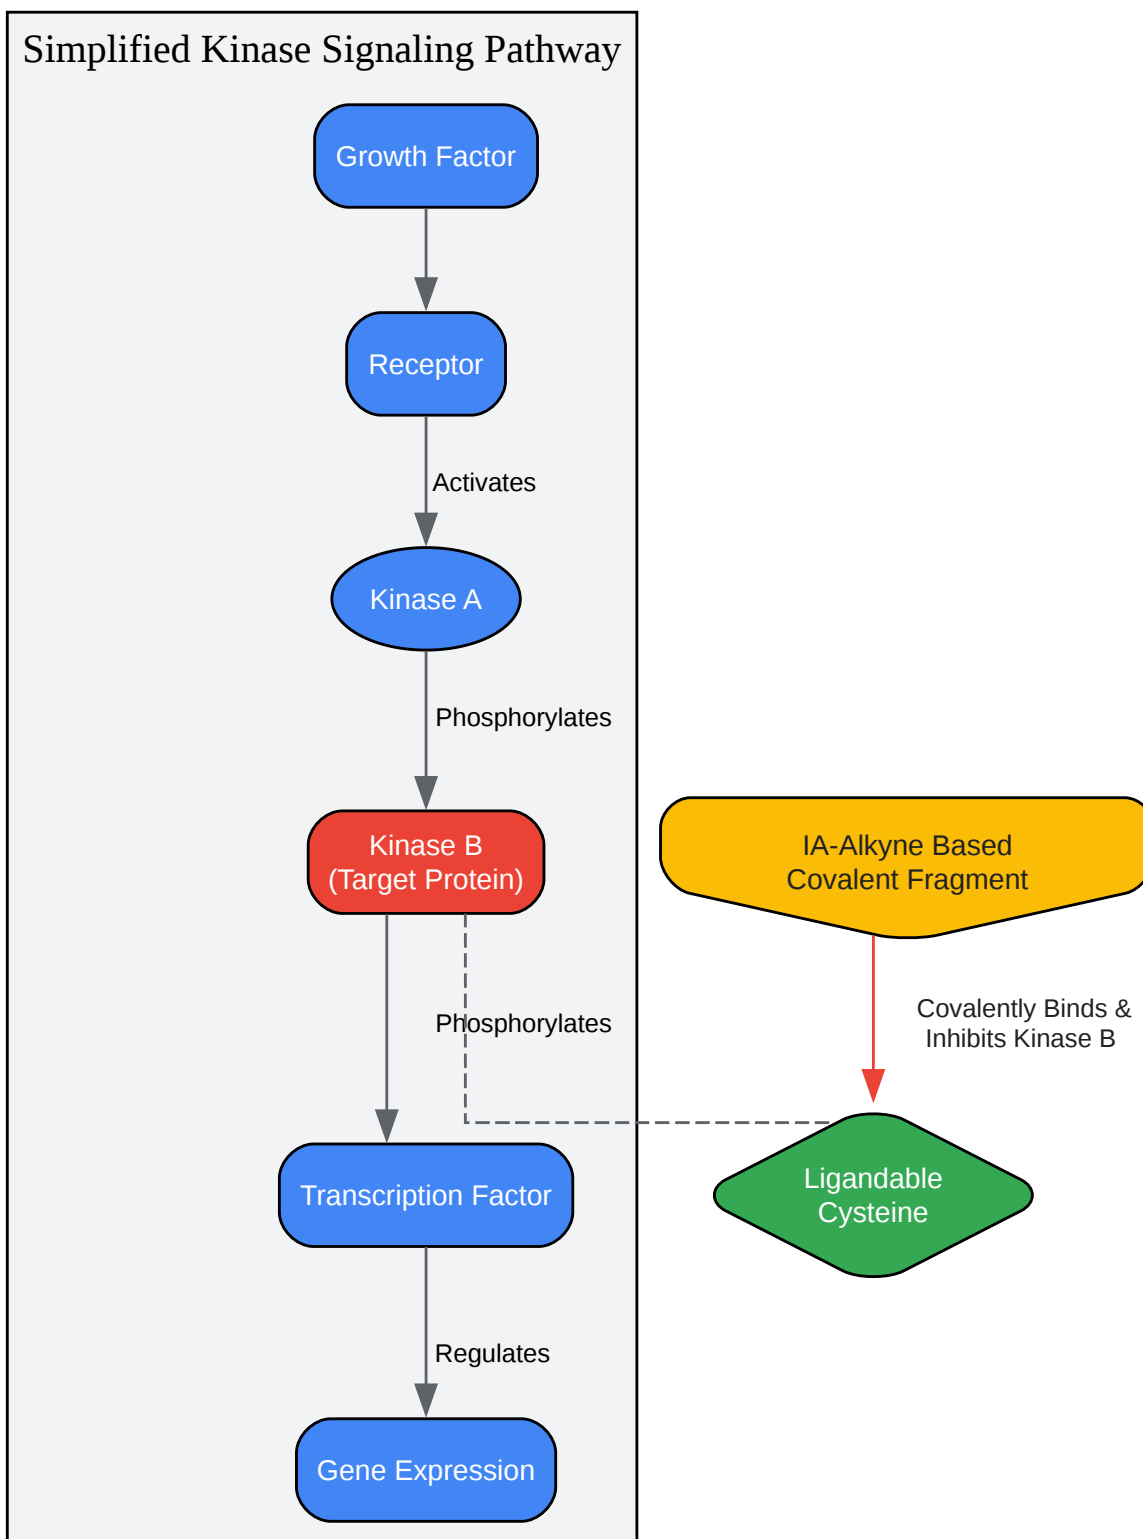 Simplified Kinase Signaling Pathway
Growth Factor
Receptor
Activates
Kinase A
Phosphorylates
Kinase B
(Target Protein)
IA-Alkyne Based
Covalent Fragment
Phosphorylates
Covalently Binds &
Inhibits Kinase B
Transcription Factor
Ligandable
Cysteine
Regulates
Gene Expression